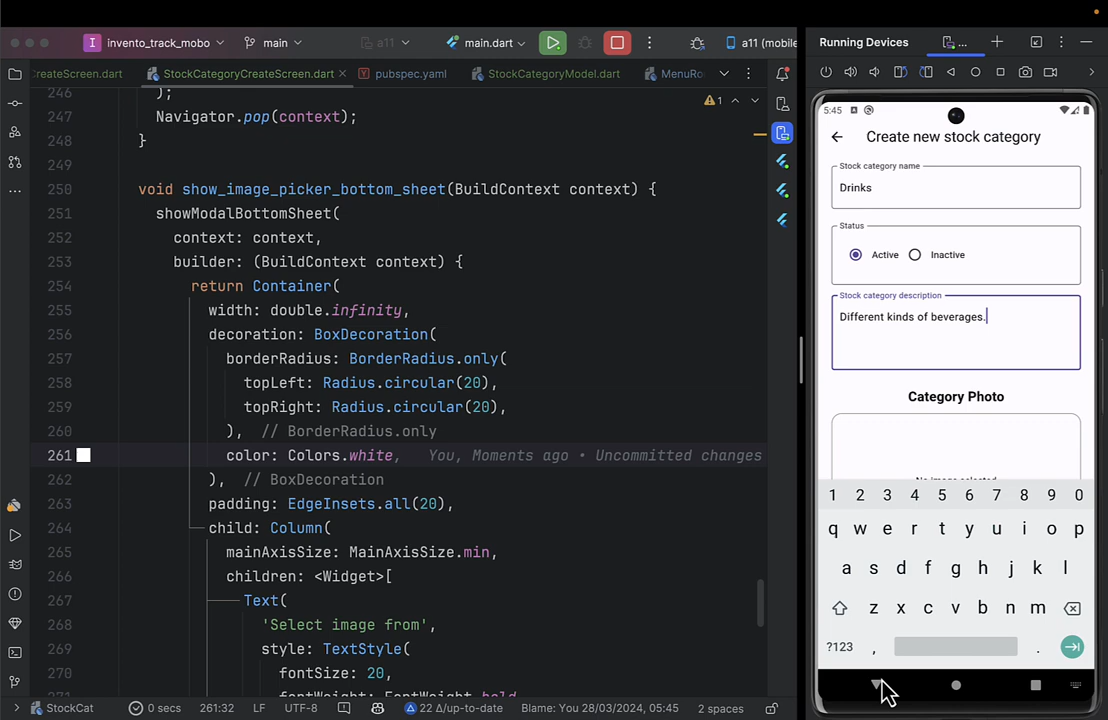 I invento_track_mobo main a11 main.dart a11 (mobile
CreateScreen.dart StockCategoryCreateScreen.dart pubspec.yaml StockCategoryModel.dart MenuRo
246 );
247 Navigator.pop(context);
248 }
249
250 void show_image_picker_bottom_sheet(BuildContext context) {
251 showModalBottomSheet(
252 context: context,
253 builder: (BuildContext context) {
254 return Container(
255 width: double.infinity,
256 decoration: BoxDecoration(
257 borderRadius: BorderRadius.only(
258 topLeft: Radius.circular(20),
259 topRight: Radius.circular(20),
260 ), // BorderRadius.only
261 color: Colors.white, You, Moments ago • Uncommitted changes
262 ), // BoxDecoration
263 padding: EdgeInsets.all(20),
264 child: Column(
265 mainAxisSize: MainAxisSize.min,
266 children: <Widget>[
267 Text(
268 'Select image from',
269 style: TextStyle(
270 fontSize: 20,
271 fontWeight: FontWeight.bold
1
StockCat 0 secs 261:32 LF UTF-8 22 Δ/up-to-date Blame: You 28/03/2024, 05:45 2 spaces
Running Devices ...
5:45
Create new stock category
Stock category name
Drinks
Status
Active Inactive
Stock category description
Different kinds of beverages.
Category Photo
No image selected
1 2 3 4 5 6 7 8 9 0
q w e r t y u i o p
a s d f g h j k l
z x c v b n m
?123 , .